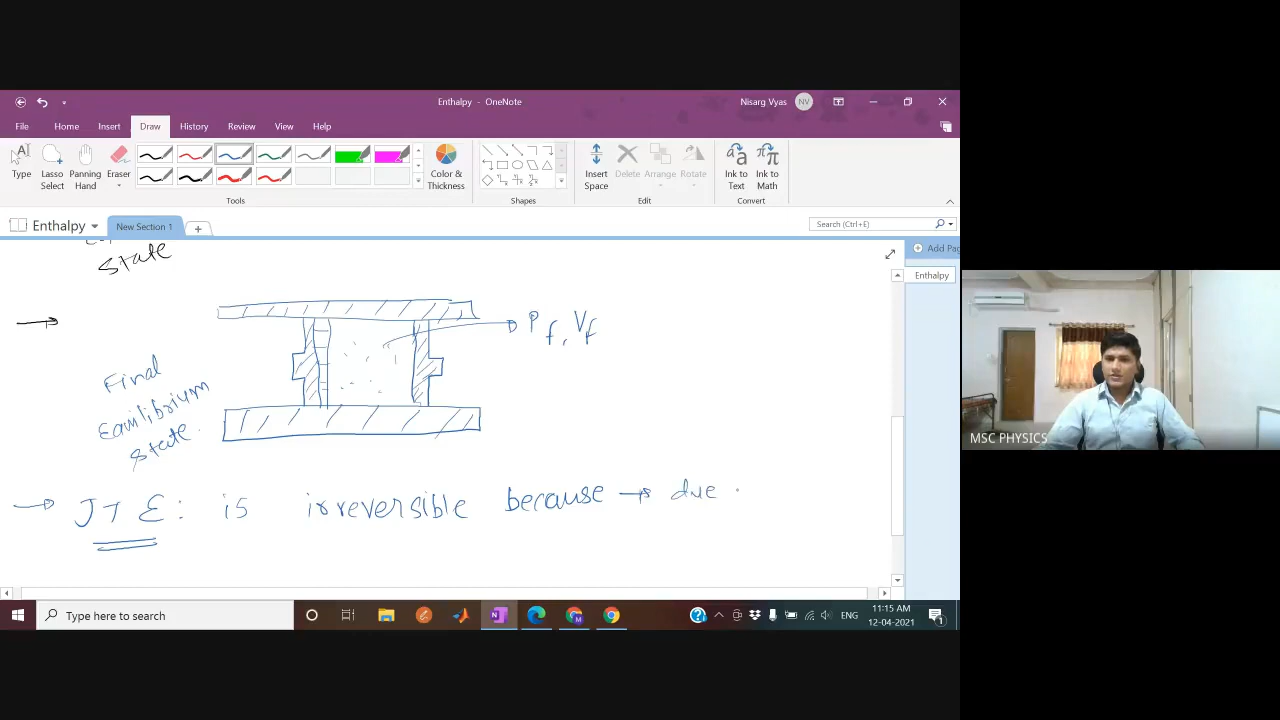 Enthalpy - OneNote
Nisarg Vyas NV
File Home Insert Draw History Review View Help
Type Lasso Select Panning Hand Eraser Color & Thickness Insert Space Delete Arrange Rotate Ink to Text Ink to Math
Tools Shapes Edit Convert
Enthalpy New Section 1 Search (Ctrl+E)
Add Pag
Enthalpy
state
Pf, Vf
Final
Equilibrium
state.
→ J T E : is irreversible because → due
MSC PHYSICS
Type here to search
ENG
11:15 AM
12-04-2021